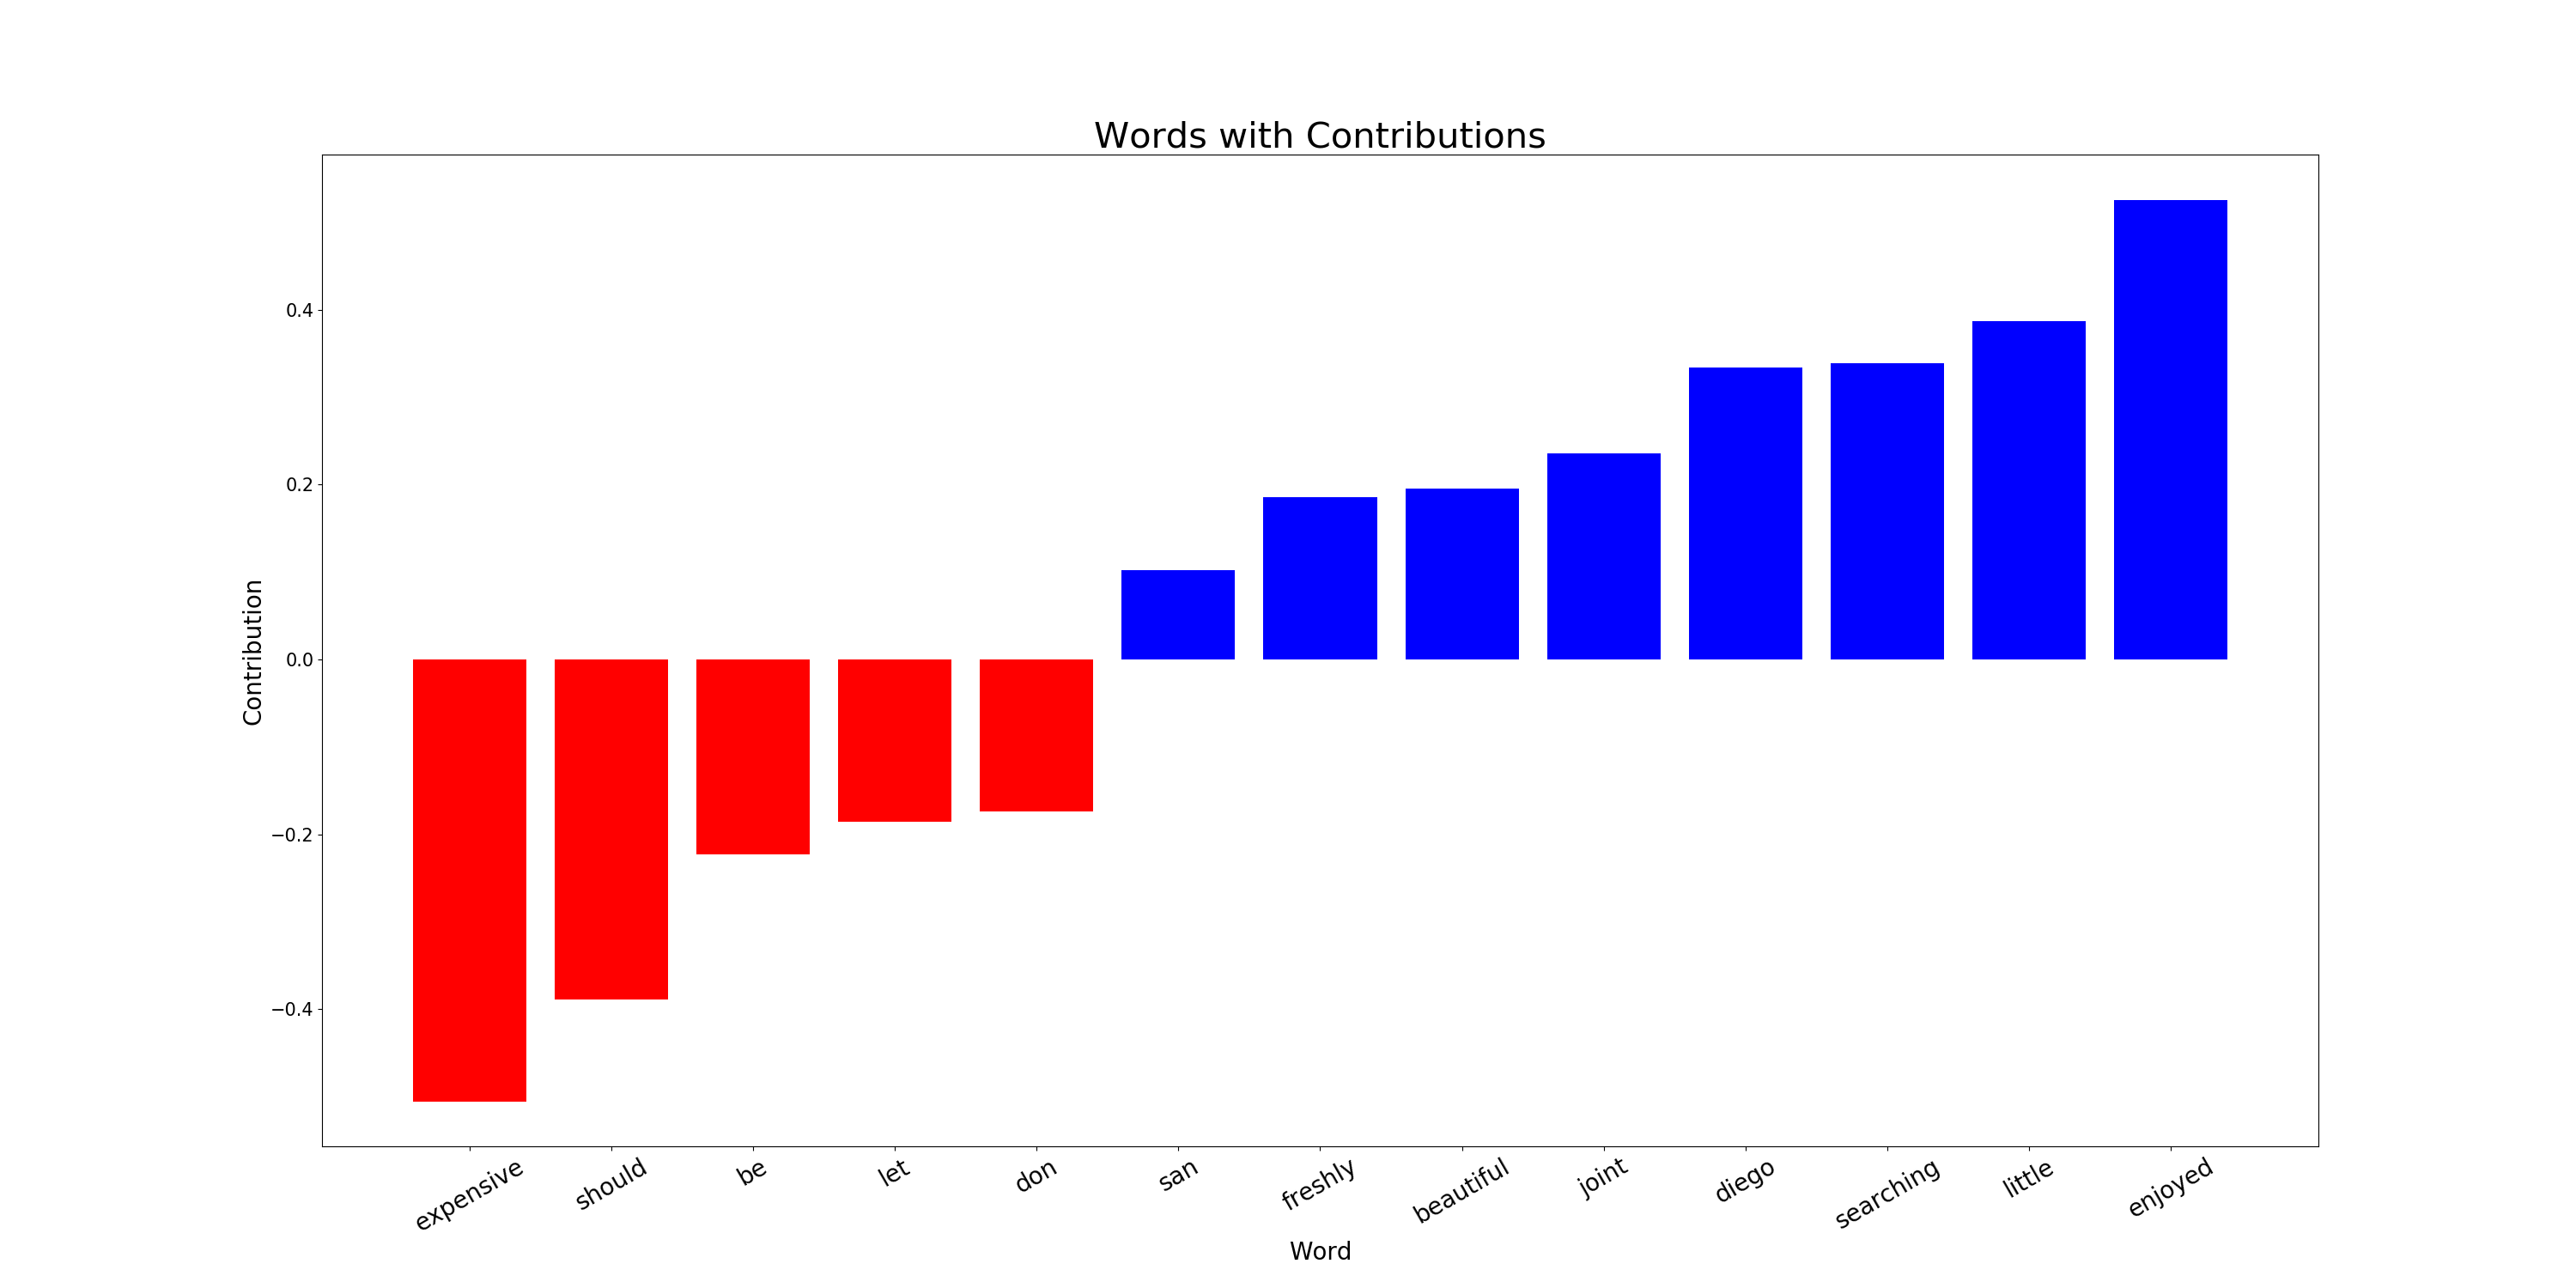 Words with Contributions
Contribution
0.4
0.2
0.0
−0.2
−0.4
expensive should be let don san freshly beautiful joint diego searching little enjoyed
Word